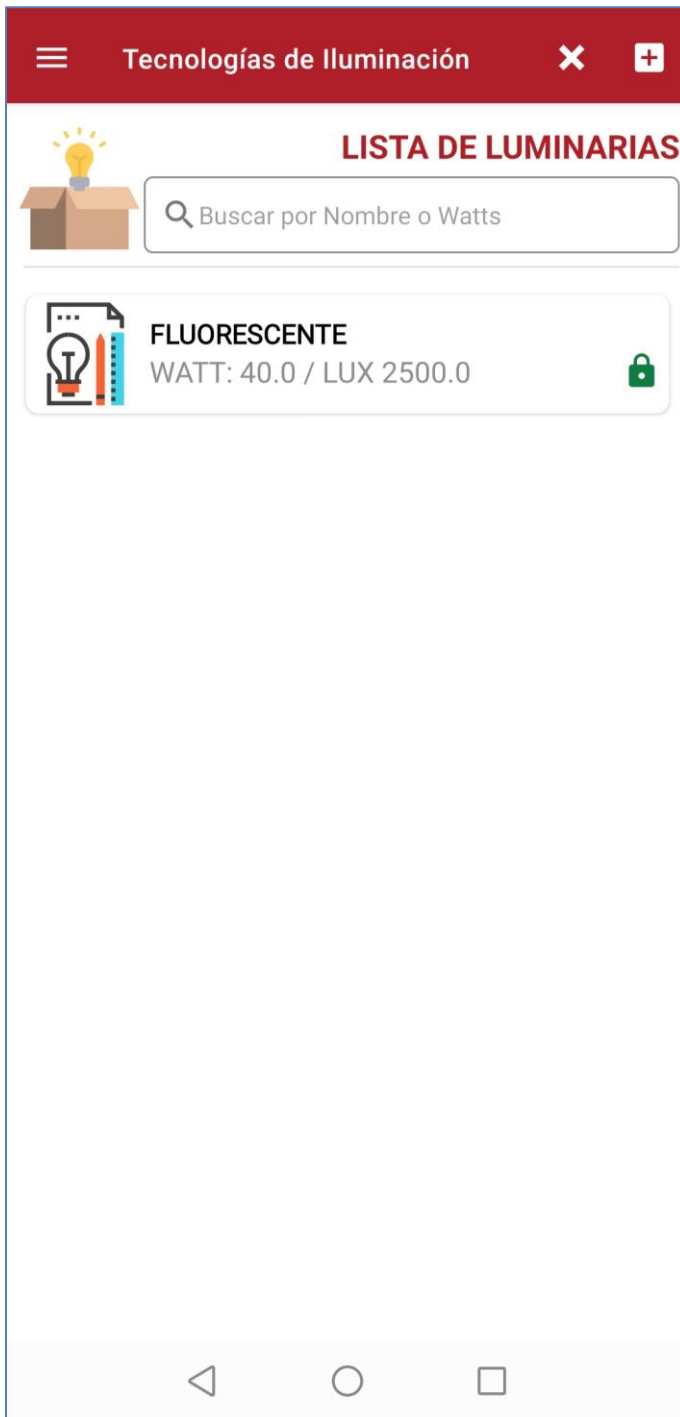 Tecnologías de Iluminación
LISTA DE LUMINARIAS
Buscar por Nombre o Watts
FLUORESCENTE
WATT: 40.0 / LUX 2500.0